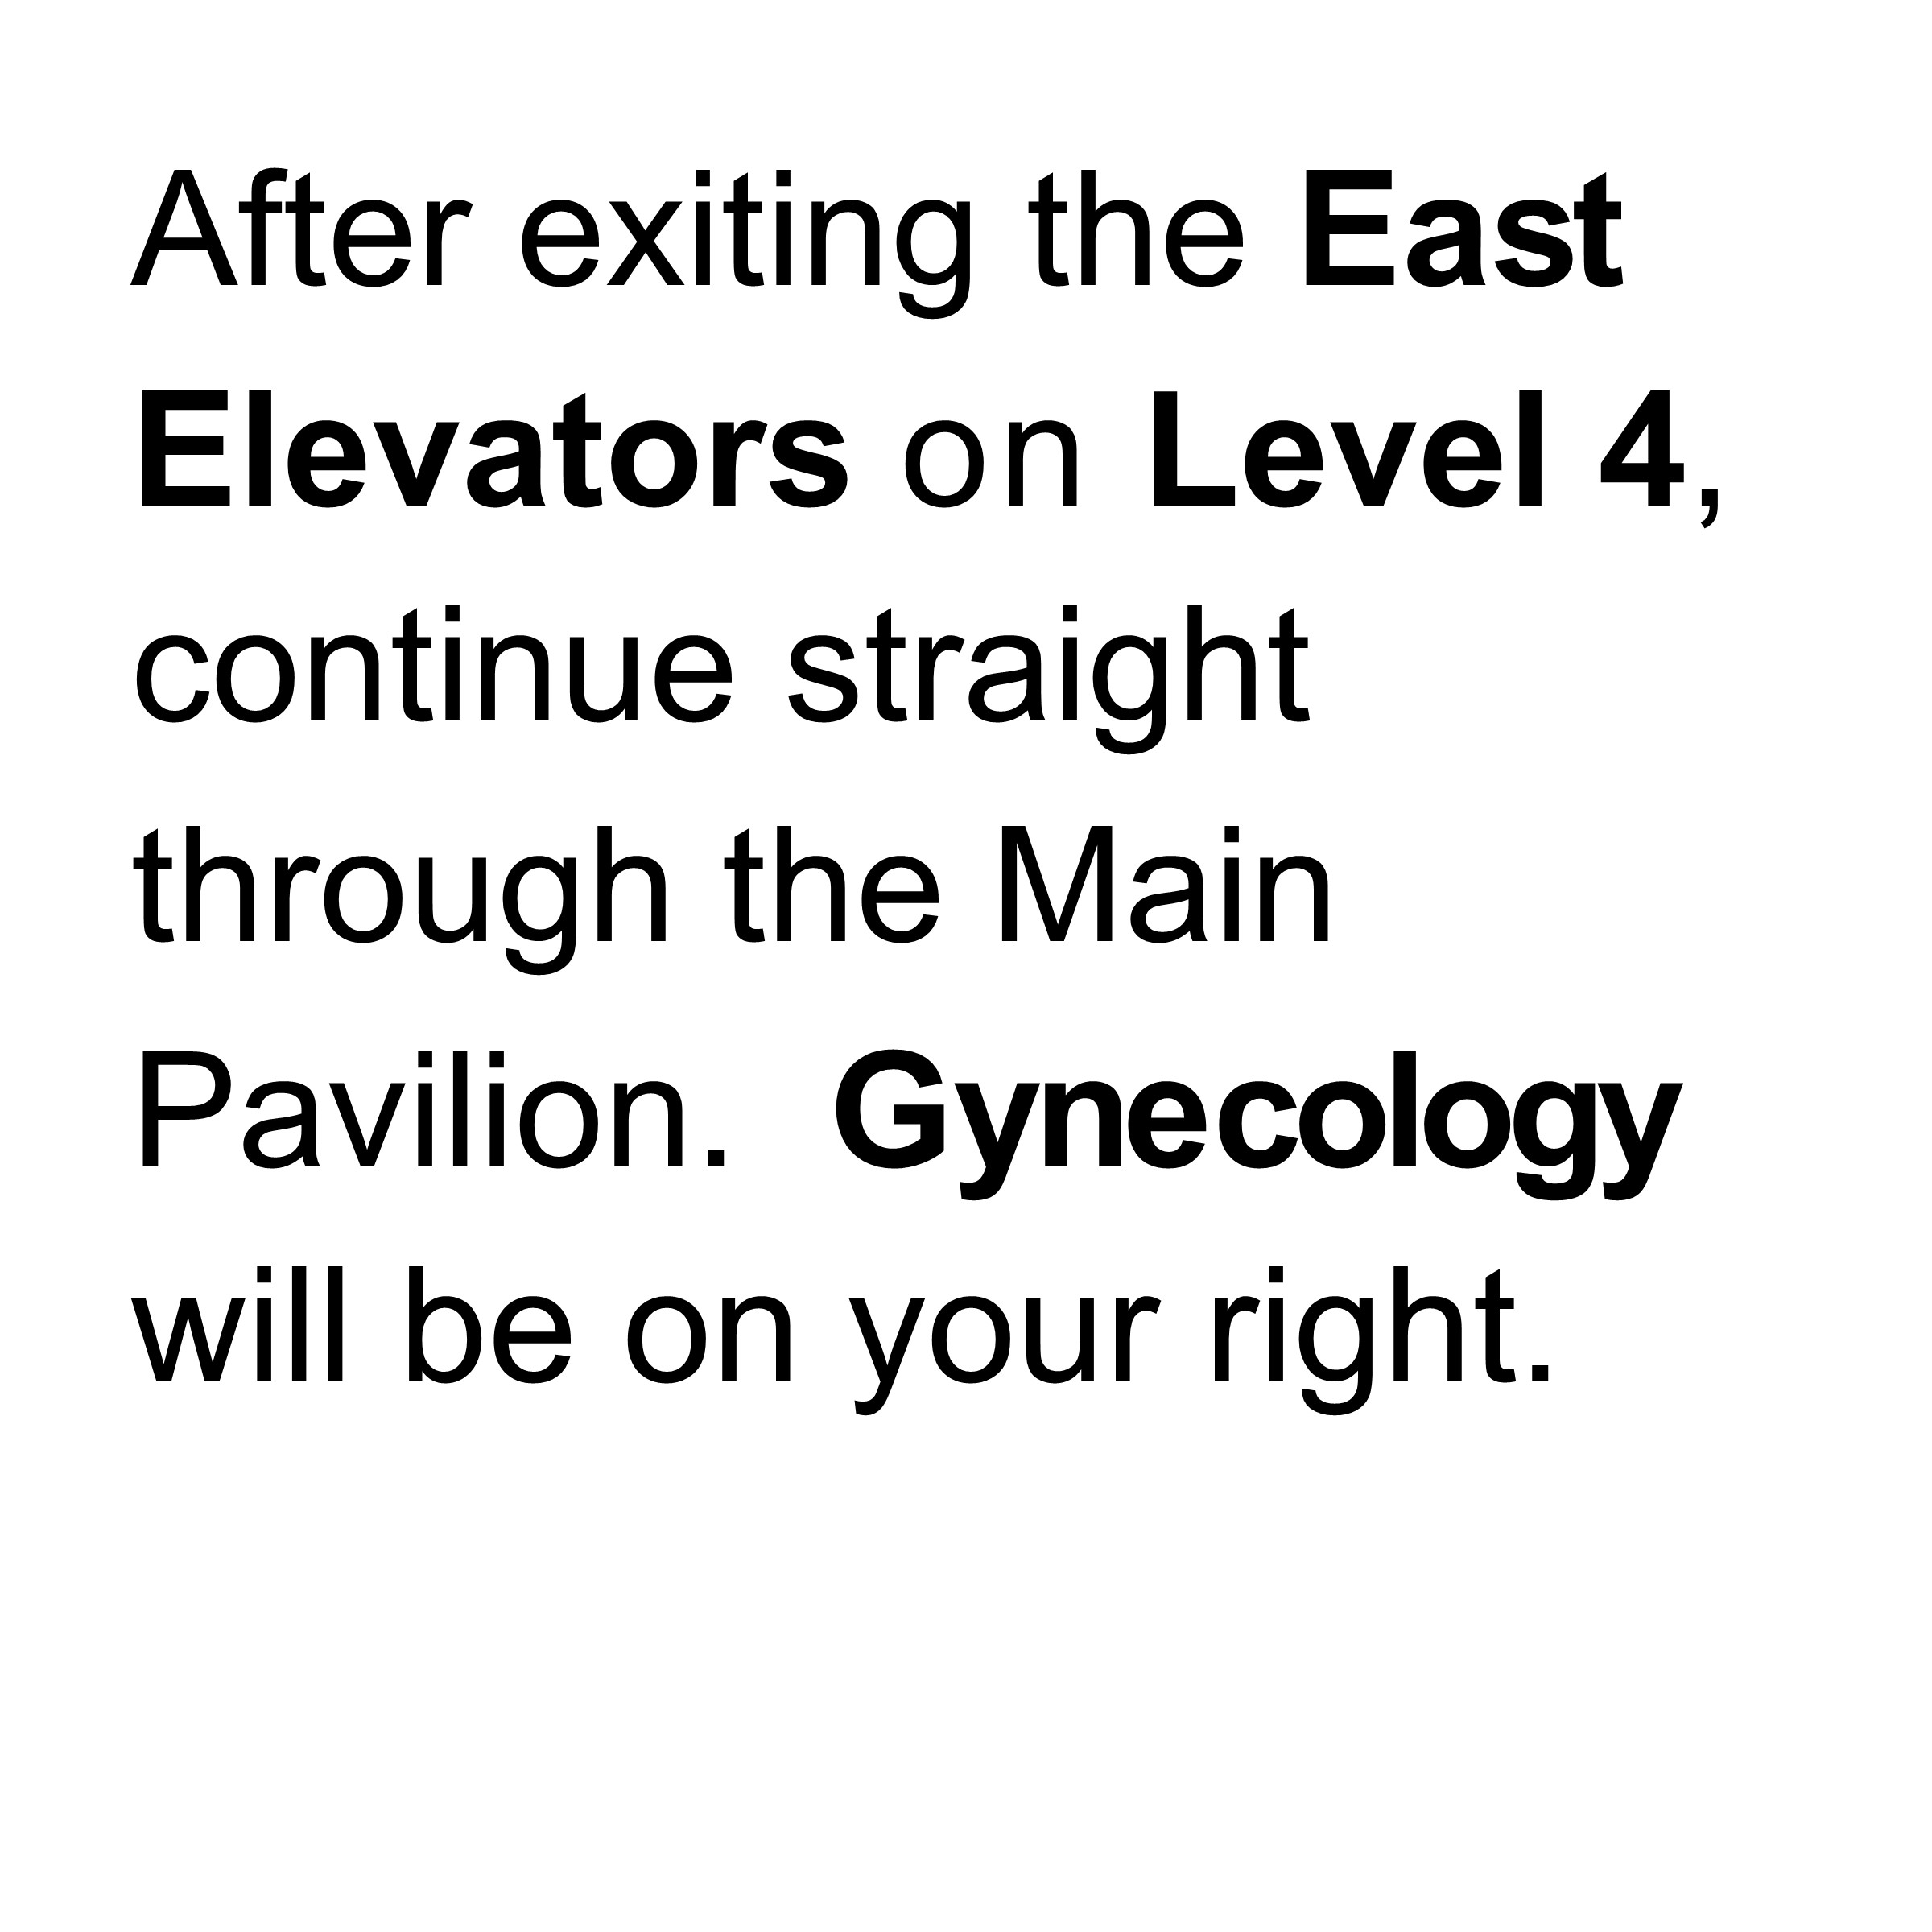 After exiting the East
Elevators on Level 4,
continue straight
through the Main
Pavilion.  Gynecology
will be on your right.